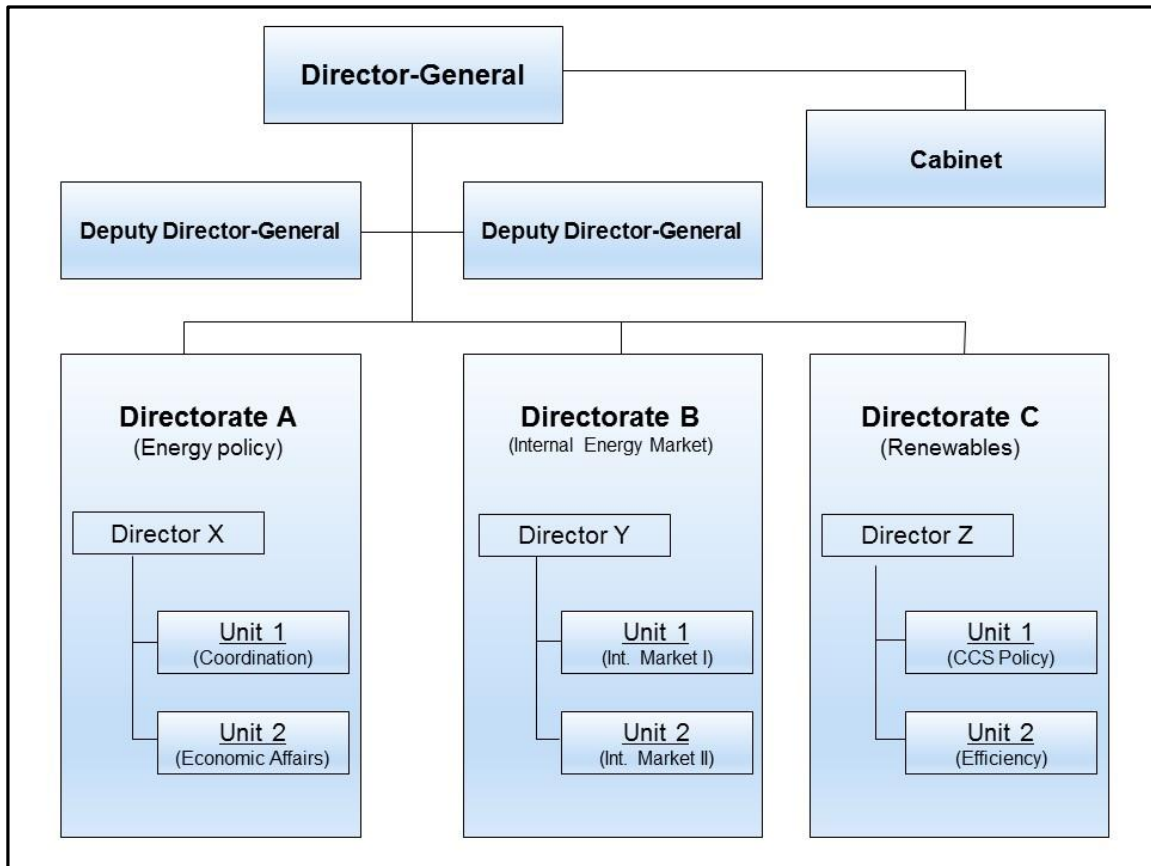 Director-General
Cabinet
Deputy Director-General
Deputy Director-General
Directorate A
(Energy policy)
Director X
Unit 1
(Coordination)
Unit 2
(Economic Affairs)
Directorate B
(Internal Energy Market)
Director Y
Unit 1
(Int. Market I)
Unit 2
(Int. Market II)
Directorate C
(Renewables)
Director Z
Unit 1
(CCS Policy)
Unit 2
(Efficiency)